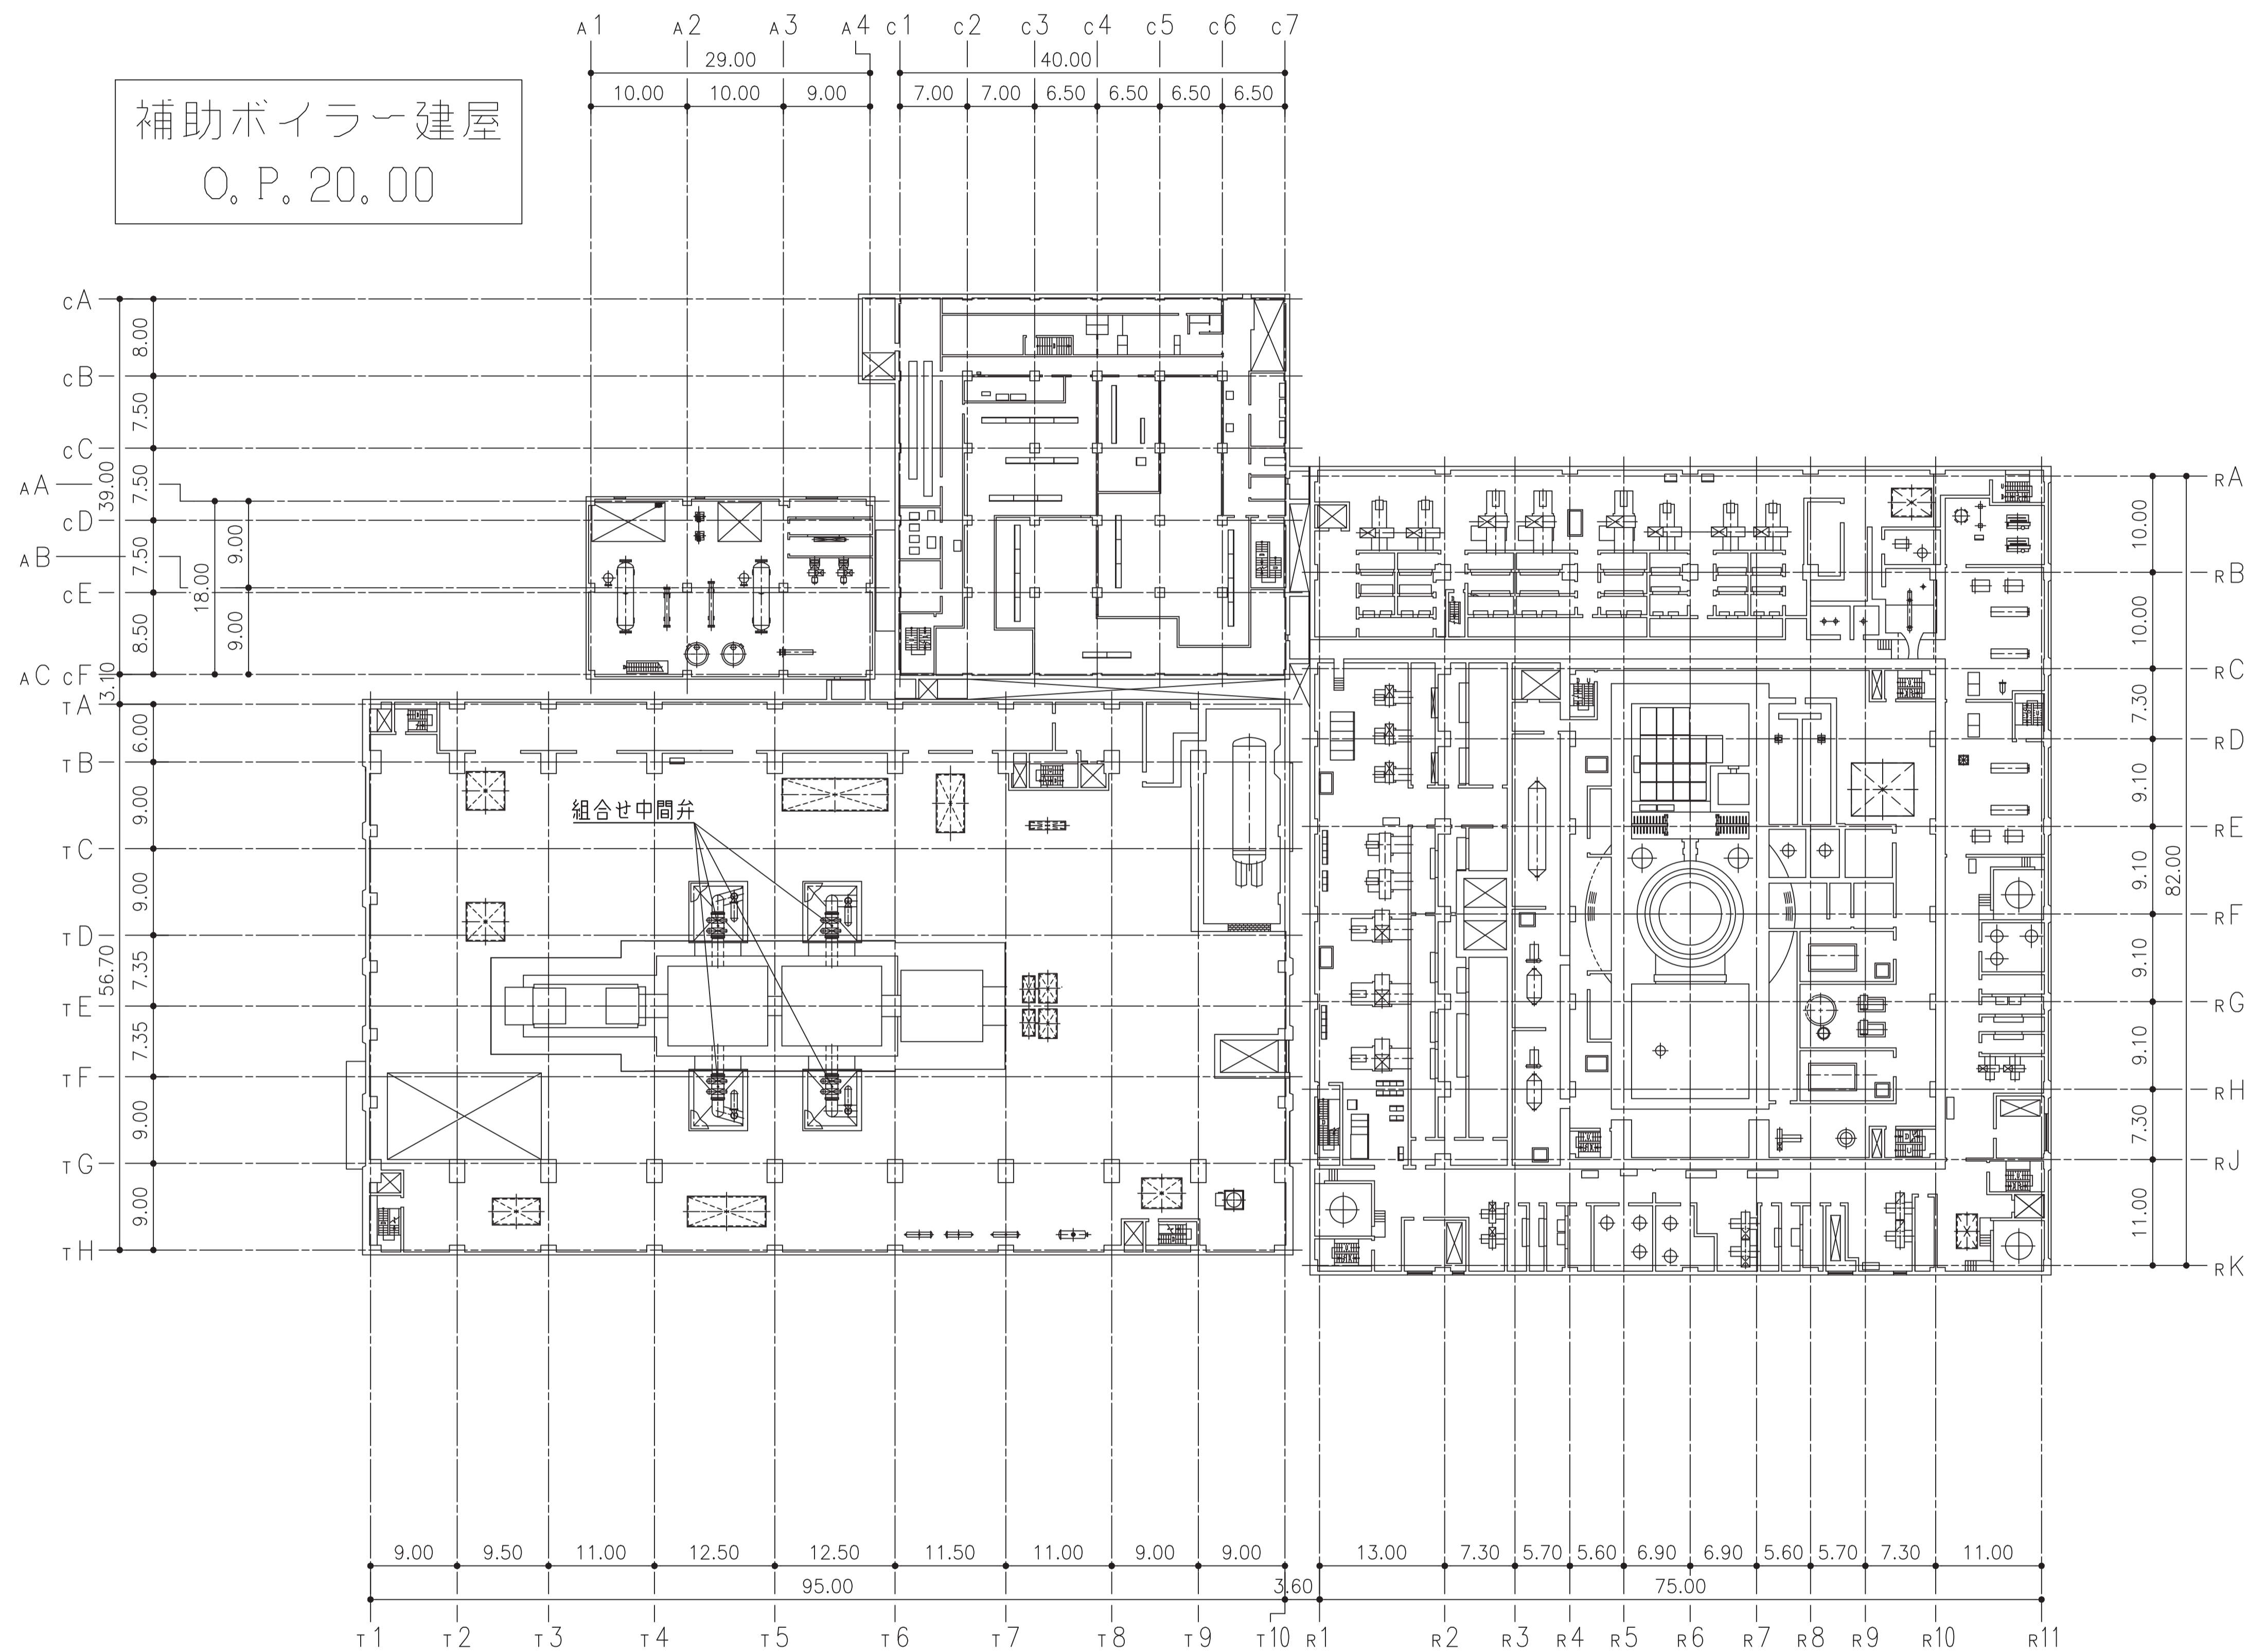 A1 A2 A3 A4 C1 C2 C3 C4 C5 C6 C7
29.00 40.00
10.00 10.00 9.00 7.00 7.00 6.50 6.50 6.50 6.50
補助ボイラー建屋
O.P.20.00
CA
8.00
CB
7.50
CC
39.00
7.50
AA
CD
9.00
7.50
AB
18.00
CE
9.00
8.50
AC CF
3.10
TA
6.00
TB
9.00
TC
9.00
TD
56.70
7.35
TE
7.35
TF
9.00
TG
9.00
TH
組合せ中間弁
RA
10.00
RB
10.00
RC
7.30
RD
9.10
RE
82.00
9.10
RF
9.10
RG
9.10
RH
7.30
RJ
11.00
RK
9.00 9.50 11.00 12.50 12.50 11.50 11.00 9.00 9.00 13.00 7.30 5.70 5.60 6.90 6.90 5.60 5.70 7.30 11.00
95.00 3.60 75.00
T1 T2 T3 T4 T5 T6 T7 T8 T9 T10 R1 R2 R3 R4 R5 R6 R7 R8 R9 R10 R11